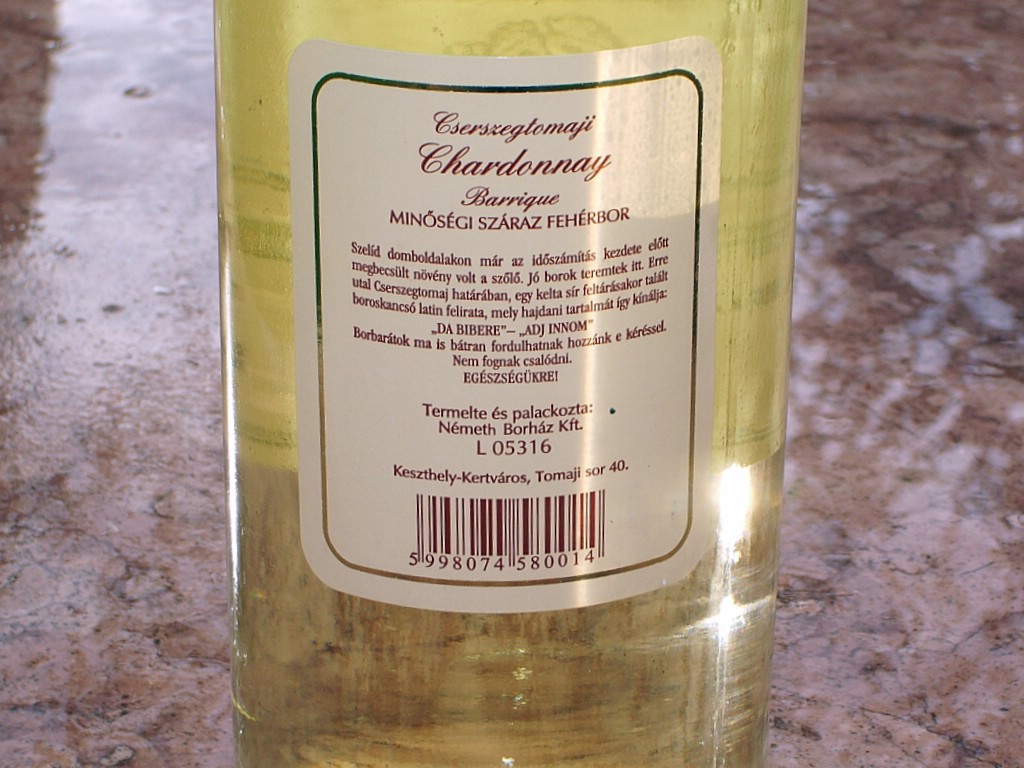 Cserszegtomaji
Chardonnay
Barrique
MINŐSÉGI SZÁRAZ FEHÉRBOR
Szelíd domboldalakon már az időszámítás kezdete előtt
megbecsült növény volt a szőlő. Jó borok teremtek itt. Erre
utal Cserszegtomaj határában, egy kelta sír feltárásakor talált
boroskancsó latin felirata, mely hajdani tartalmát így kínálja:
„DA BIBERE”– „ADJ INNOM”
Borbarátok ma is bátran fordulhatnak hozzánk e kéréssel.
Nem fognak csalódni.
EGÉSZSÉGÜKRE!
Termelte és palackozta:
Németh Borház Kft.
L 05316
Keszthely-Kertváros, Tomaji sor 40.
5 998074 580014